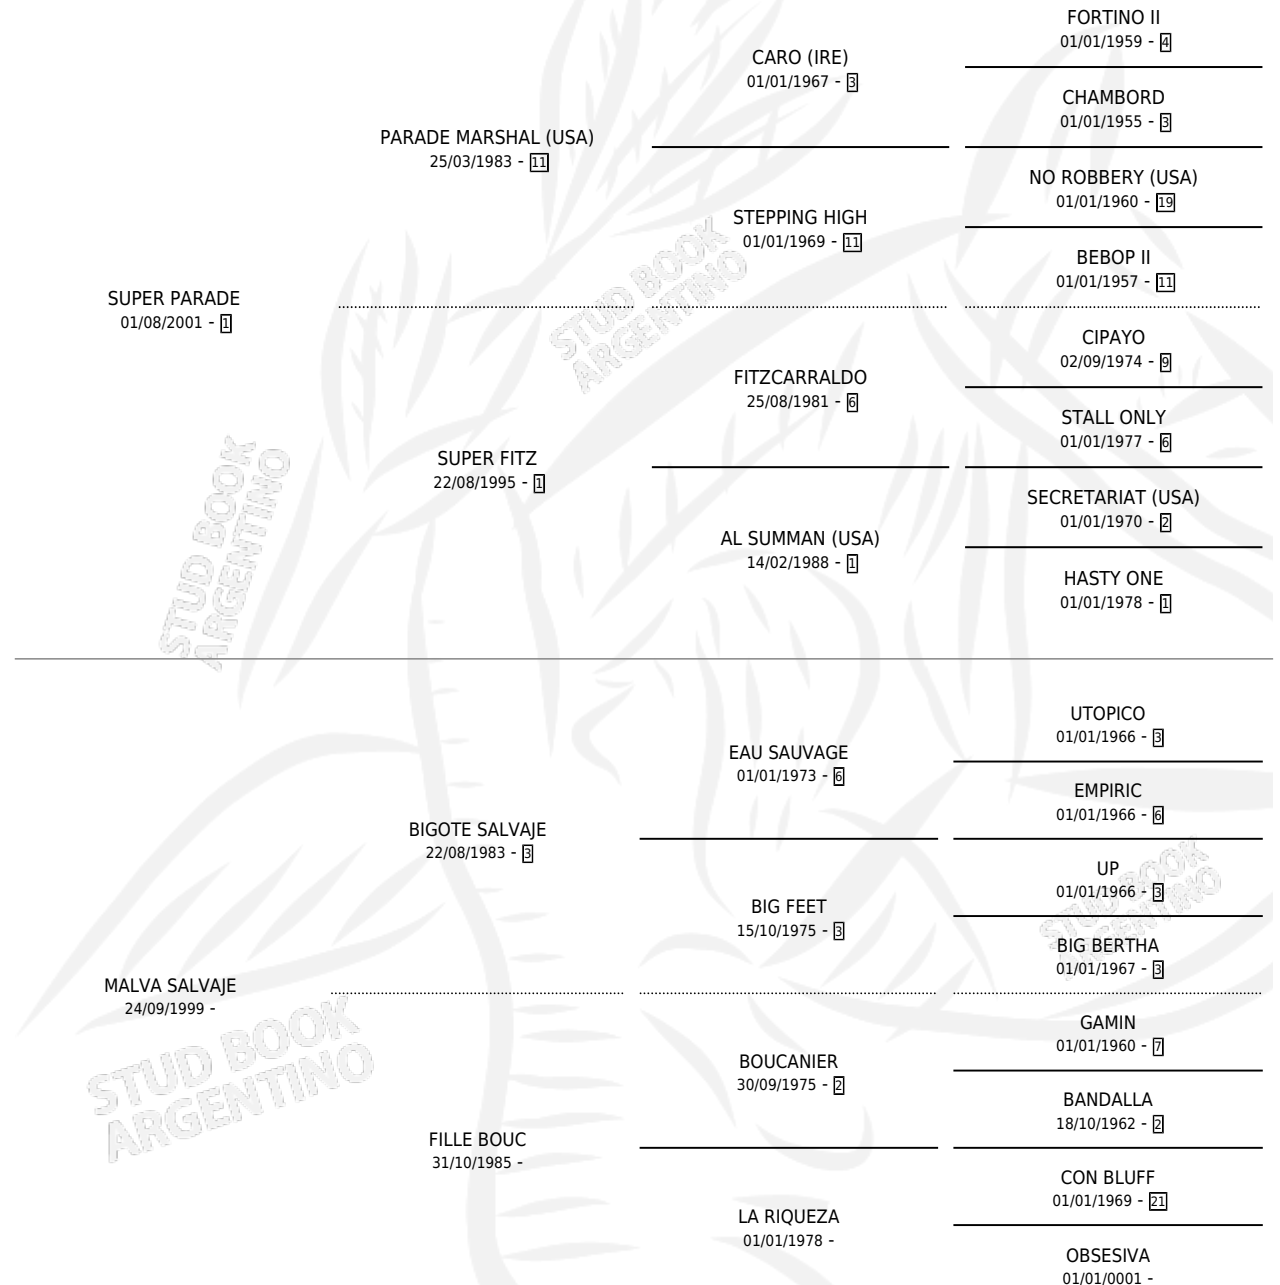 FORTINO II
01/01/1959 - 4
CARO (IRE)
01/01/1967 - 3
CHAMBORD
01/01/1955 - 3
PARADE MARSHAL (USA)
25/03/1983 - 11
NO ROBBERY (USA)
01/01/1960 - 19
STEPPING HIGH
01/01/1969 - 11
BEBOP II
01/01/1957 - 11
SUPER PARADE
01/08/2001 - 1
CIPAYO
02/09/1974 - 9
FITZCARRALDO
25/08/1981 - 6
STALL ONLY
01/01/1977 - 6
SUPER FITZ
22/08/1995 - 1
SECRETARIAT (USA)
01/01/1970 - 2
AL SUMMAN (USA)
14/02/1988 - 1
HASTY ONE
01/01/1978 - 1
UTOPICO
01/01/1966 - 3
EAU SAUVAGE
01/01/1973 - 6
EMPIRIC
01/01/1966 - 6
BIGOTE SALVAJE
22/08/1983 - 3
UP
01/01/1966 - 3
BIG FEET
15/10/1975 - 3
BIG BERTHA
01/01/1967 - 3
MALVA SALVAJE
24/09/1999 -
GAMIN
01/01/1960 - 7
BOUCANIER
30/09/1975 - 2
BANDALLA
18/10/1962 - 2
FILLE BOUC
31/10/1985 -
CON BLUFF
01/01/1969 - 21
LA RIQUEZA
01/01/1978 -
OBSESIVA
01/01/0001 -
STUD BOOK
ARGENTINO
STUD BOOK
ARGENTINO
STUD BOOK
ARGENTINO
STUD BOOK
ARGENTINO